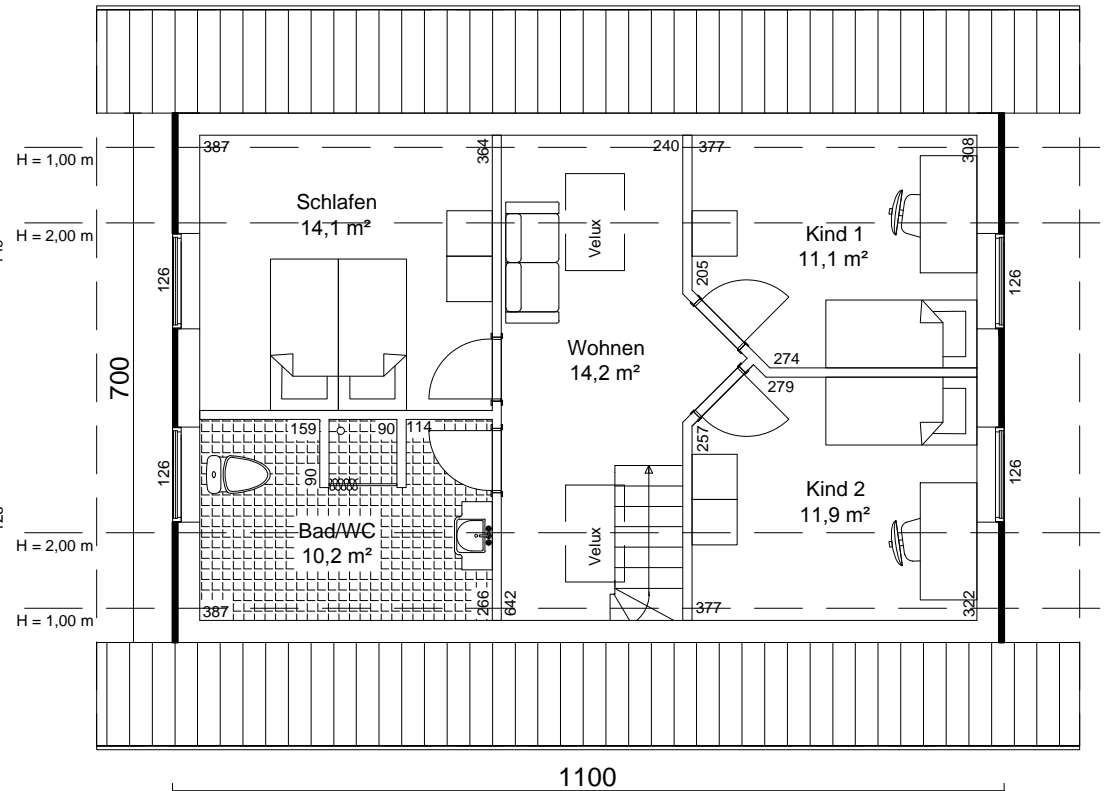 387
364
240
377
308
H = 1,00 m
Schlafen
14,1 m²
Velux
Kind 1
11,1 m²
H = 2,00 m
126
205
126
Wohnen
14,2 m²
274
279
700
159
90
114
257
90
126
126
Kind 2
11,9 m²
Bad/WC
10,2 m²
Velux
H = 2,00 m
387
266
642
377
322
H = 1,00 m
1100